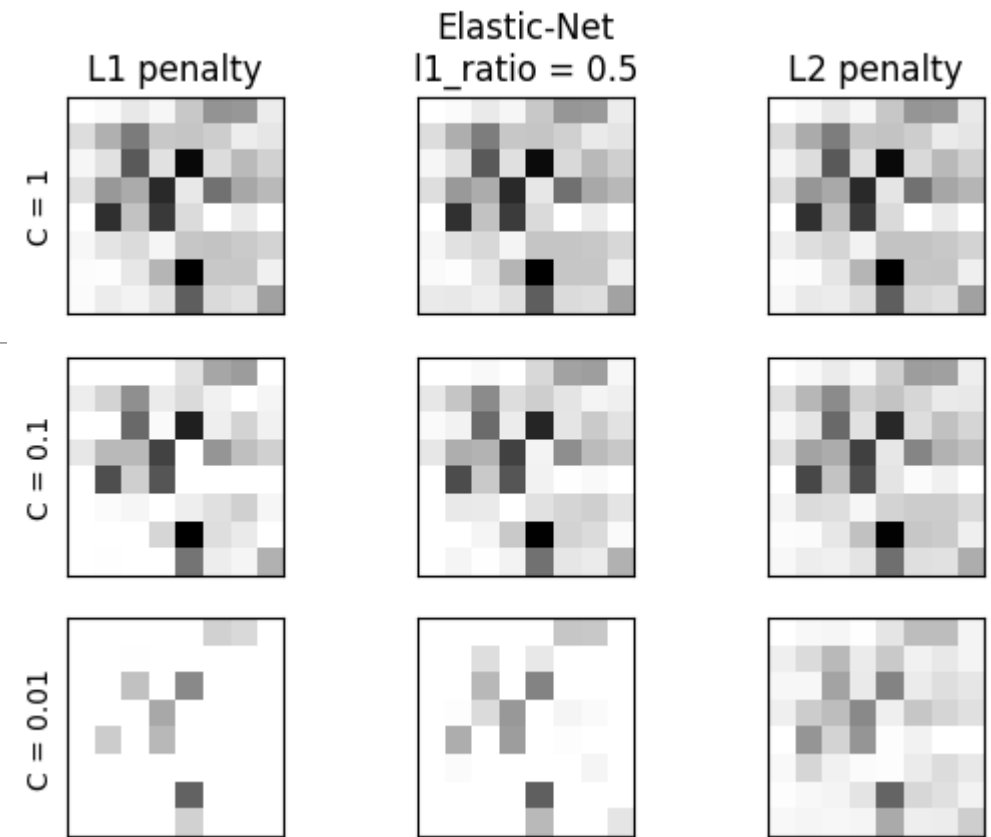 Elastic-Net
L1 penalty
l1_ratio = 0.5
L2 penalty
C = 1
C = 0.1
C = 0.01